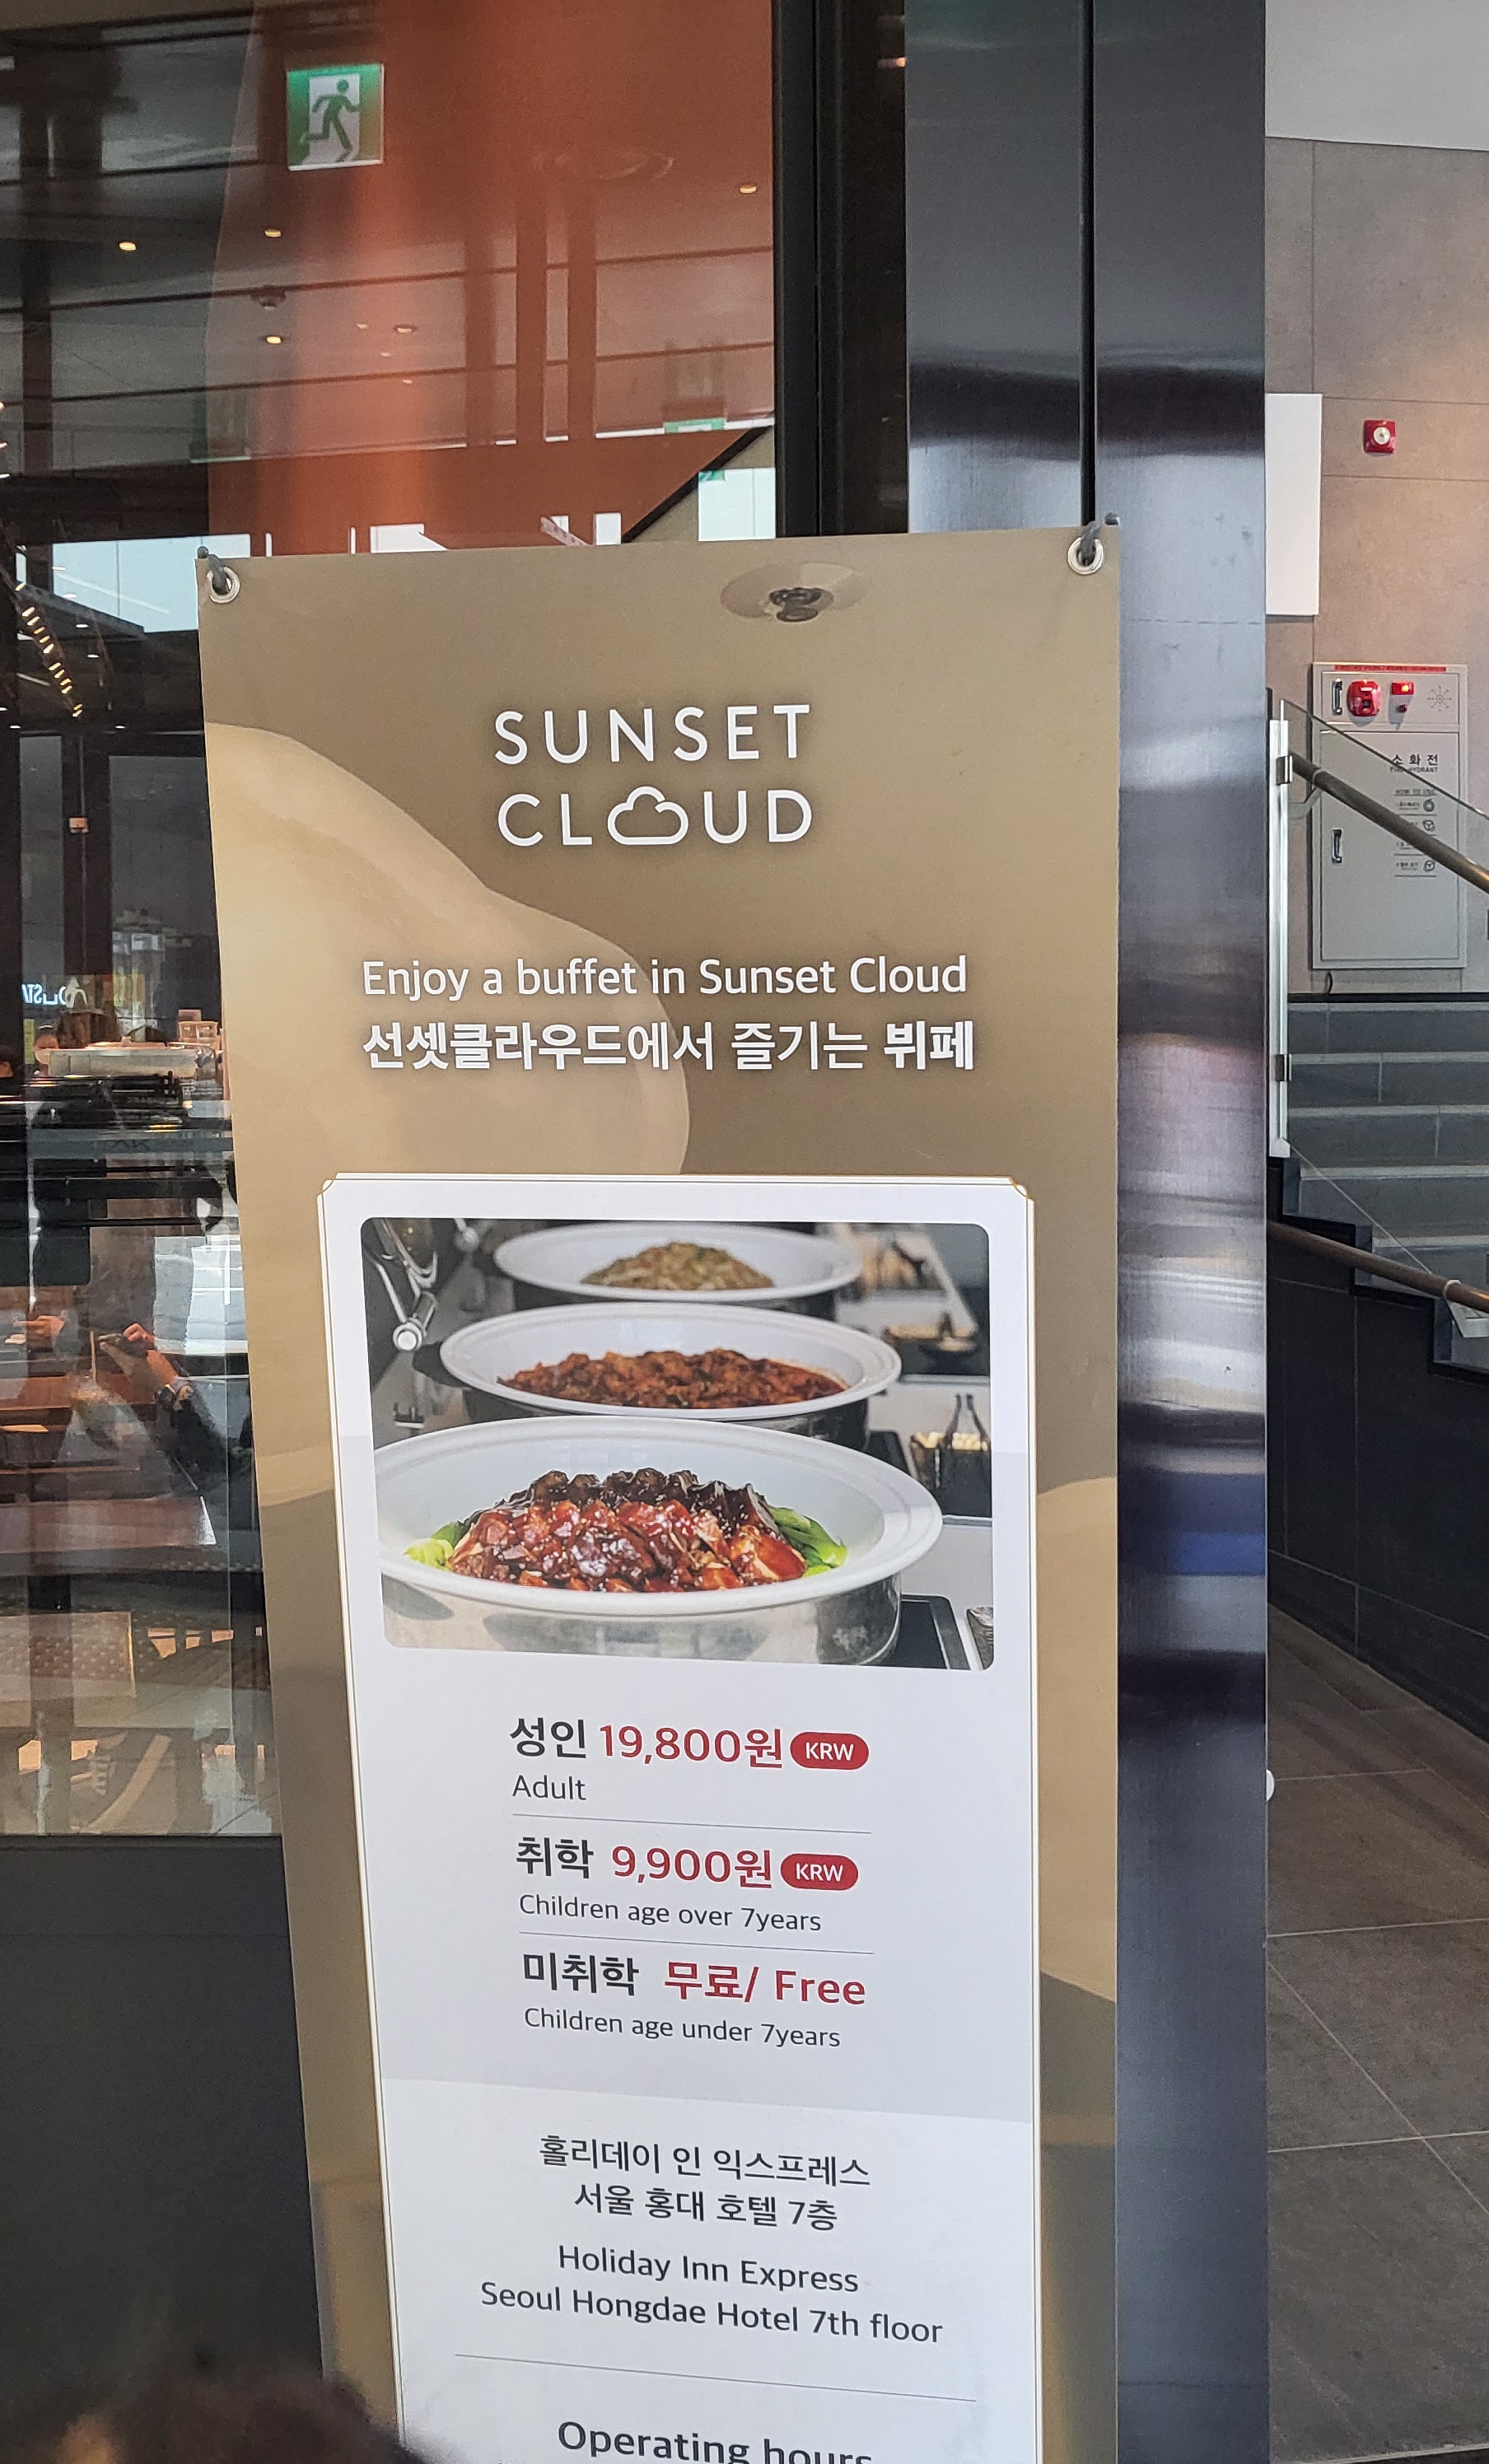 SUNSET
CLOUD
Enjoy a buffet in Sunset Cloud
선셋클라우드에서 즐기는 뷔페
성인 19,800원 KRW
Adult
취학 9,900원 KRW
Children age over 7years
미취학 무료/ Free
Children age under 7years
홀리데이 인 익스프레스
서울 홍대 호텔 7층
Holiday Inn Express
Seoul Hongdae Hotel 7th floor
Operating hours
소화전